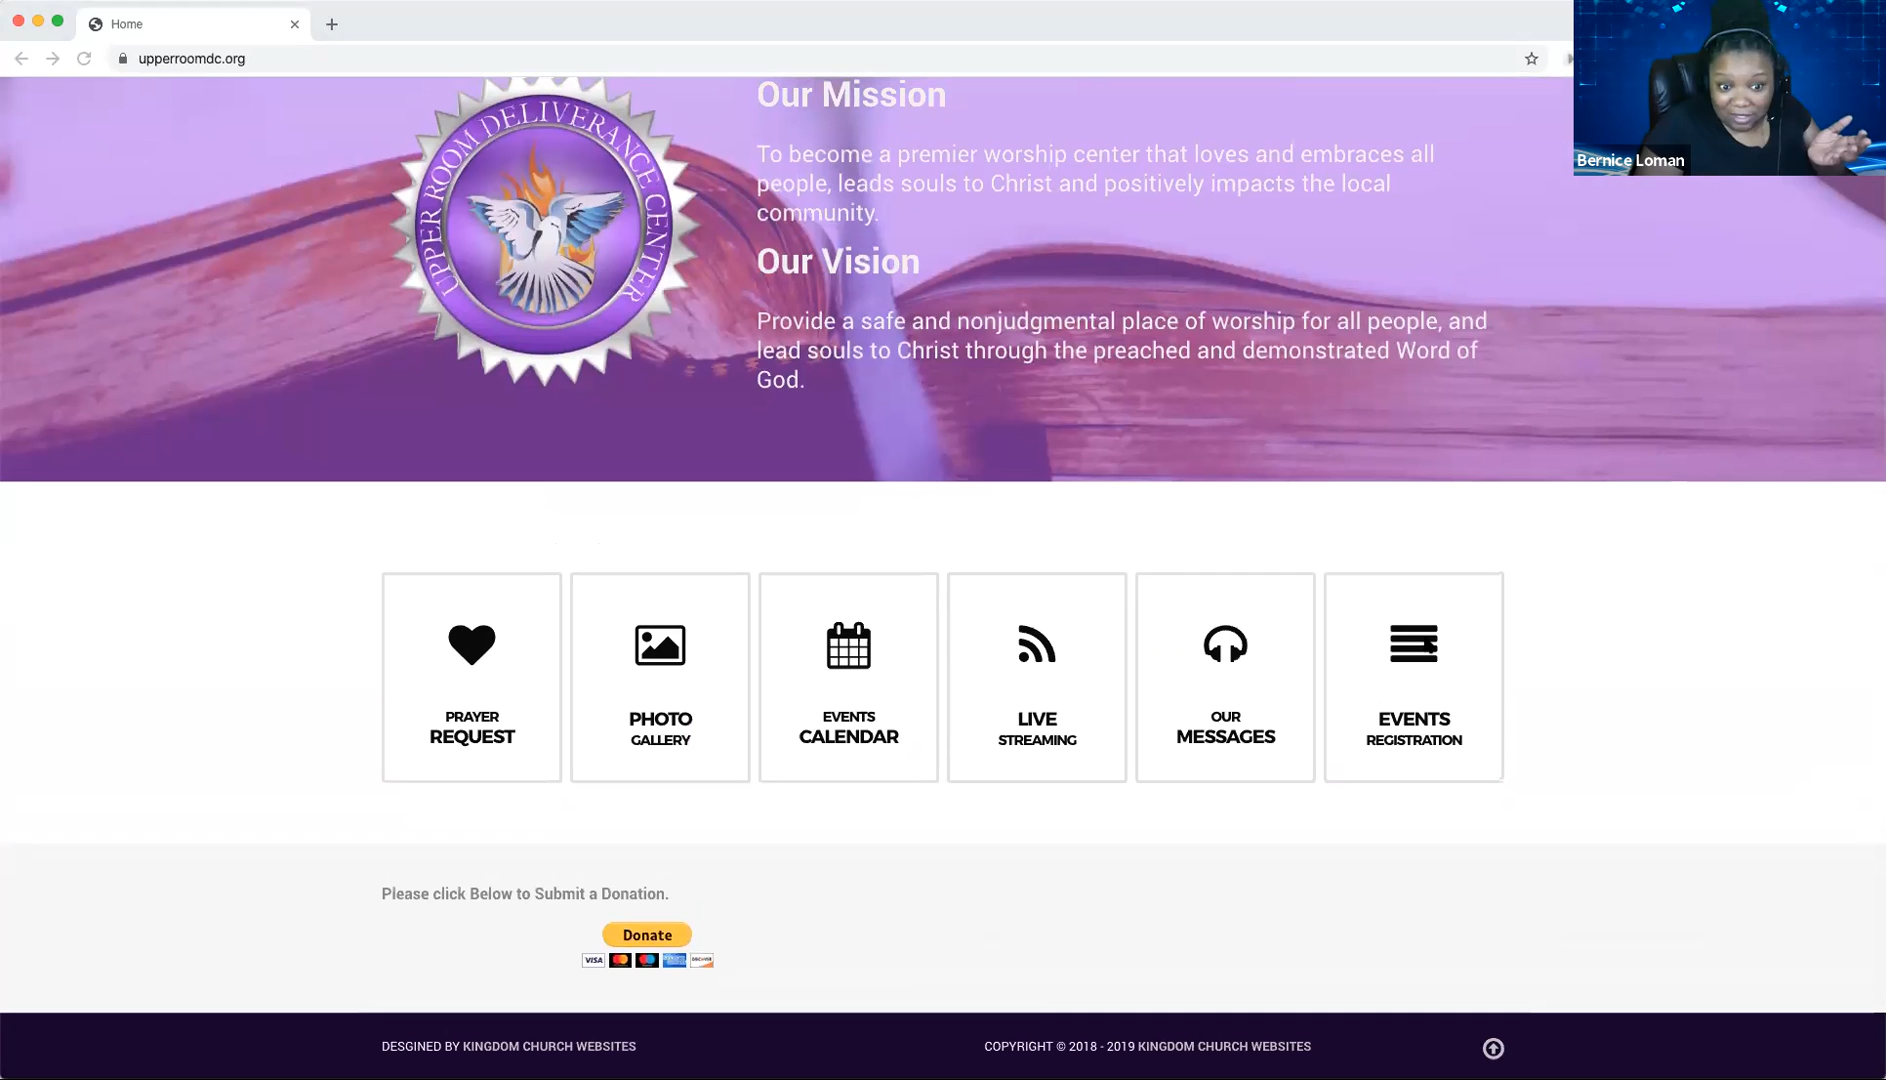 Home
upperroomdc.org
Bernice Loman
UPPER ROOM DELIVERANCE CENTER
Our Mission
To become a premier worship center that loves and embraces all
people, leads souls to Christ and positively impacts the local
community.
Our Vision
Provide a safe and nonjudgmental place of worship for all people, and
lead souls to Christ through the preached and demonstrated Word of
God.
PRAYER
REQUEST
PHOTO
GALLERY
EVENTS
CALENDAR
LIVE
STREAMING
OUR
MESSAGES
EVENTS
REGISTRATION
Please click Below to Submit a Donation.
Donate
VISA
DISCOVER
DESGINED BY KINGDOM CHURCH WEBSITES
COPYRIGHT © 2018 - 2019 KINGDOM CHURCH WEBSITES